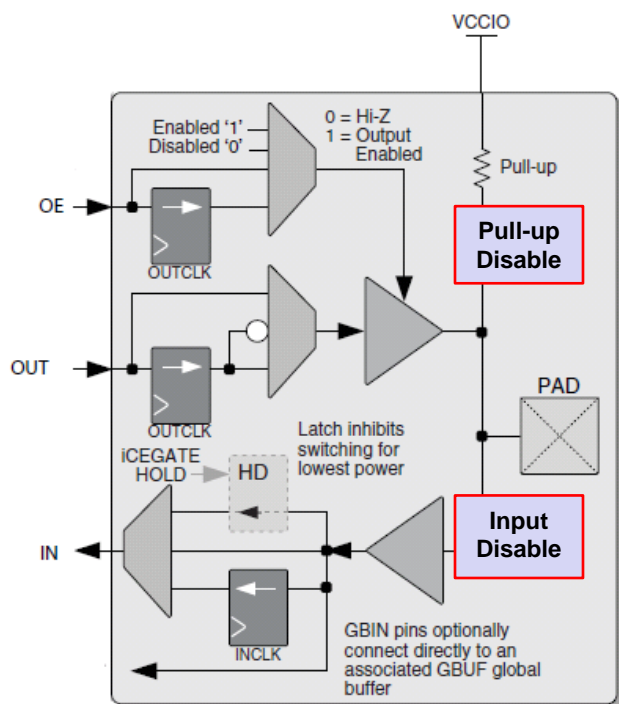 VCCIO
Enabled ‘1’
Disabled ‘0’
0 = Hi-Z
1 = Output
Enabled
Pull-up
OE
OUTCLK
Pull-up
Disable
OUT
OUTCLK
PAD
iCEGATE
HOLD
HD
Latch inhibits
switching for
lowest power
Input
Disable
IN
INCLK
GBIN pins optionally
connect directly to an
associated GBUF global
buffer